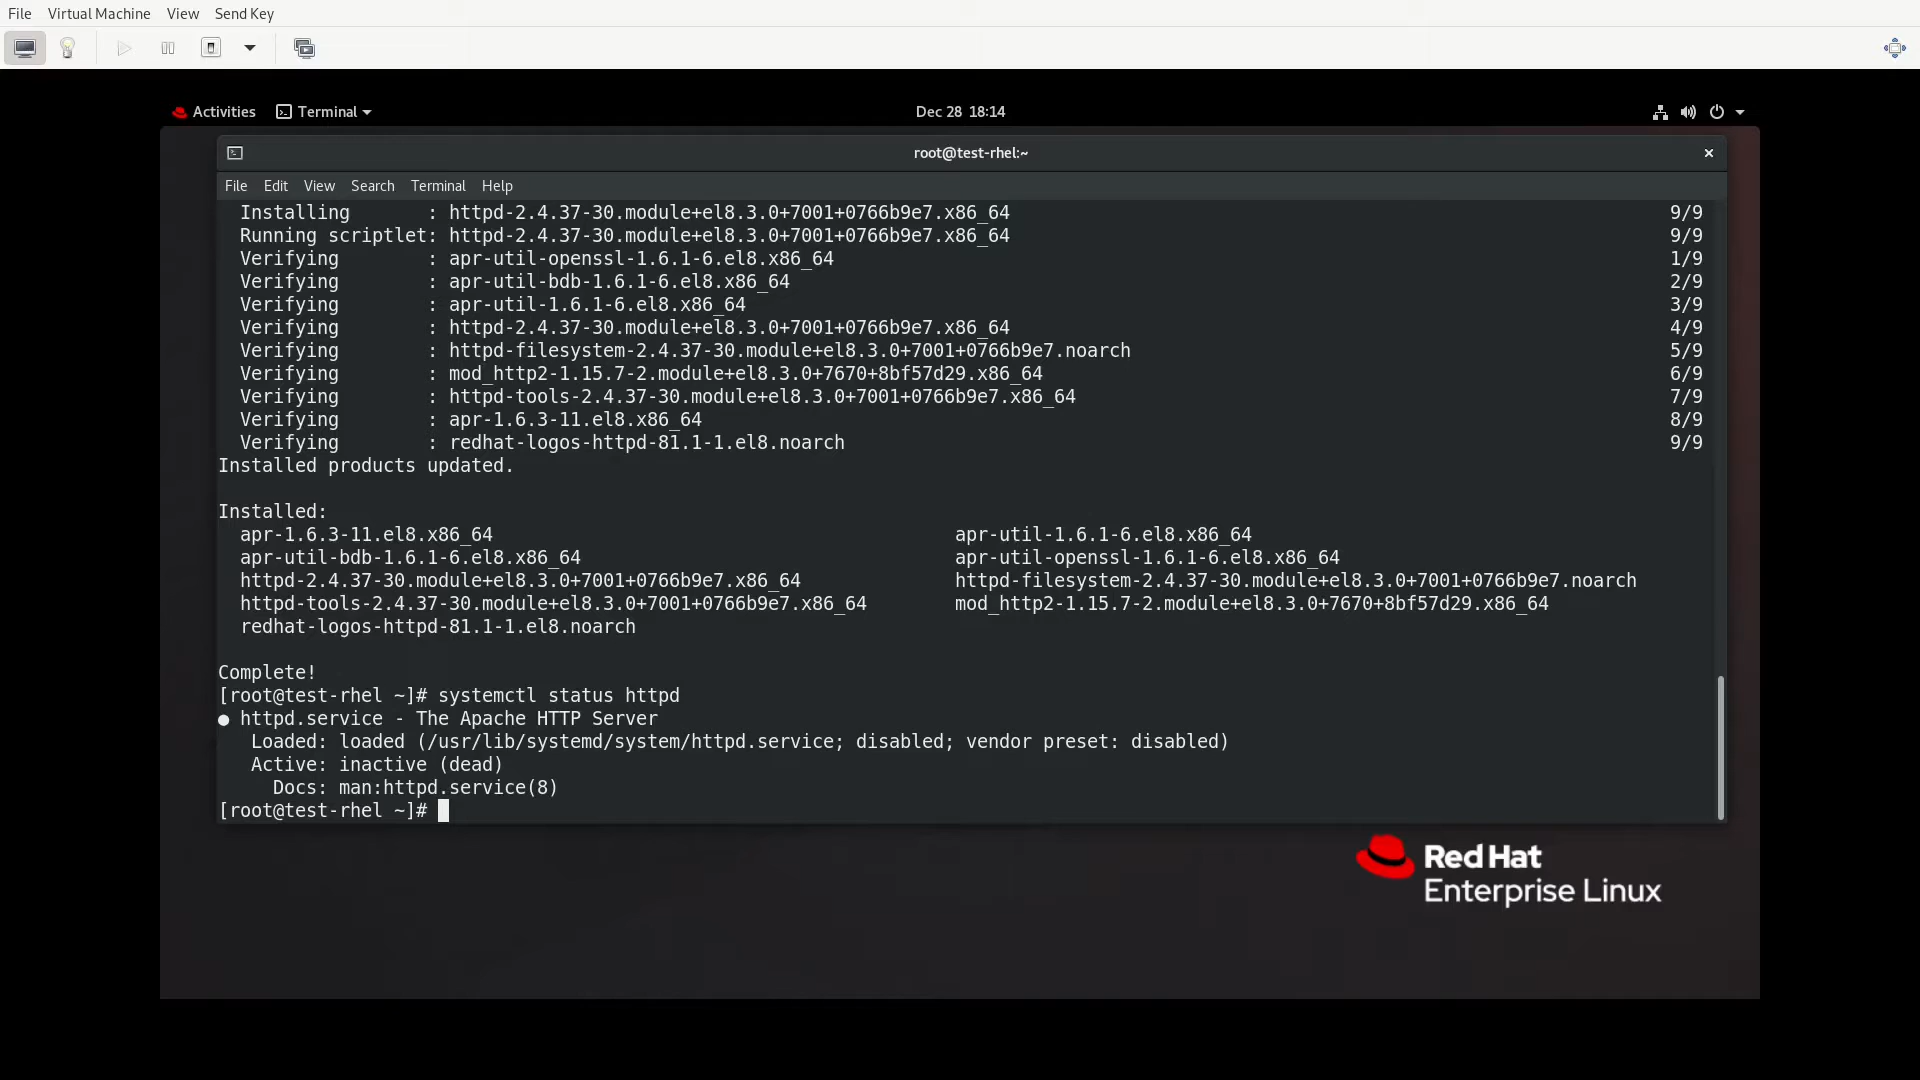 File Virtual Machine View Send Key
Activities Terminal Dec 28 18:14
root@test-rhel:~ ×
File Edit View Search Terminal Help
Installing : httpd-2.4.37-30.module+el8.3.0+7001+0766b9e7.x86_64 9/9
Running scriptlet: httpd-2.4.37-30.module+el8.3.0+7001+0766b9e7.x86_64 9/9
Verifying : apr-util-openssl-1.6.1-6.el8.x86_64 1/9
Verifying : apr-util-bdb-1.6.1-6.el8.x86_64 2/9
Verifying : apr-util-1.6.1-6.el8.x86_64 3/9
Verifying : httpd-2.4.37-30.module+el8.3.0+7001+0766b9e7.x86_64 4/9
Verifying : httpd-filesystem-2.4.37-30.module+el8.3.0+7001+0766b9e7.noarch 5/9
Verifying : mod_http2-1.15.7-2.module+el8.3.0+7670+8bf57d29.x86_64 6/9
Verifying : httpd-tools-2.4.37-30.module+el8.3.0+7001+0766b9e7.x86_64 7/9
Verifying : apr-1.6.3-11.el8.x86_64 8/9
Verifying : redhat-logos-httpd-81.1-1.el8.noarch 9/9
Installed products updated.
Installed:
apr-1.6.3-11.el8.x86_64 apr-util-1.6.1-6.el8.x86_64
apr-util-bdb-1.6.1-6.el8.x86_64 apr-util-openssl-1.6.1-6.el8.x86_64
httpd-2.4.37-30.module+el8.3.0+7001+0766b9e7.x86_64 httpd-filesystem-2.4.37-30.module+el8.3.0+7001+0766b9e7.noarch
httpd-tools-2.4.37-30.module+el8.3.0+7001+0766b9e7.x86_64 mod_http2-1.15.7-2.module+el8.3.0+7670+8bf57d29.x86_64
redhat-logos-httpd-81.1-1.el8.noarch
Complete!
[root@test-rhel ~]# systemctl status httpd
● httpd.service - The Apache HTTP Server
Loaded: loaded (/usr/lib/systemd/system/httpd.service; disabled; vendor preset: disabled)
Active: inactive (dead)
Docs: man:httpd.service(8)
[root@test-rhel ~]#
Red Hat
Enterprise Linux